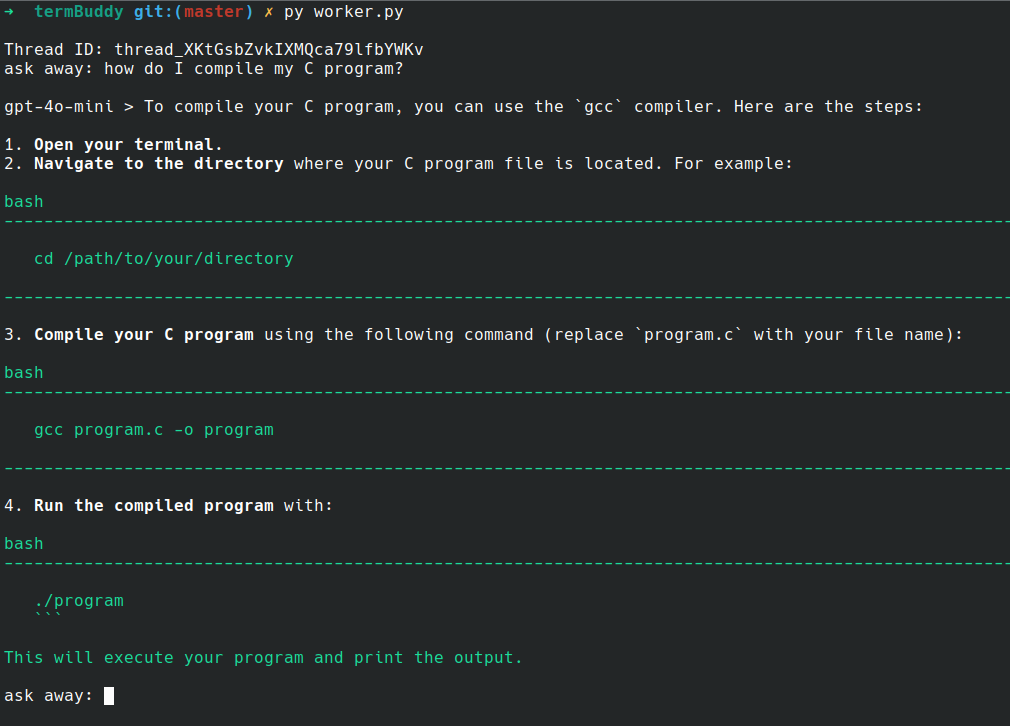 ➜  termBuddy git:(master) ✗ py worker.py
Thread ID: thread_XKtGsbZvkIXMQca79lfbYWKv
ask away: how do I compile my C program?
gpt-4o-mini > To compile your C program, you can use the `gcc` compiler. Here are the steps:
1. Open your terminal.
2. Navigate to the directory where your C program file is located. For example:
bash
----------------------------------------------------------------------------------------------------
   cd /path/to/your/directory
----------------------------------------------------------------------------------------------------
3. Compile your C program using the following command (replace `program.c` with your file name):
bash
----------------------------------------------------------------------------------------------------
   gcc program.c -o program
----------------------------------------------------------------------------------------------------
4. Run the compiled program with:
bash
----------------------------------------------------------------------------------------------------
   ./program
   ```
This will execute your program and print the output.
ask away: